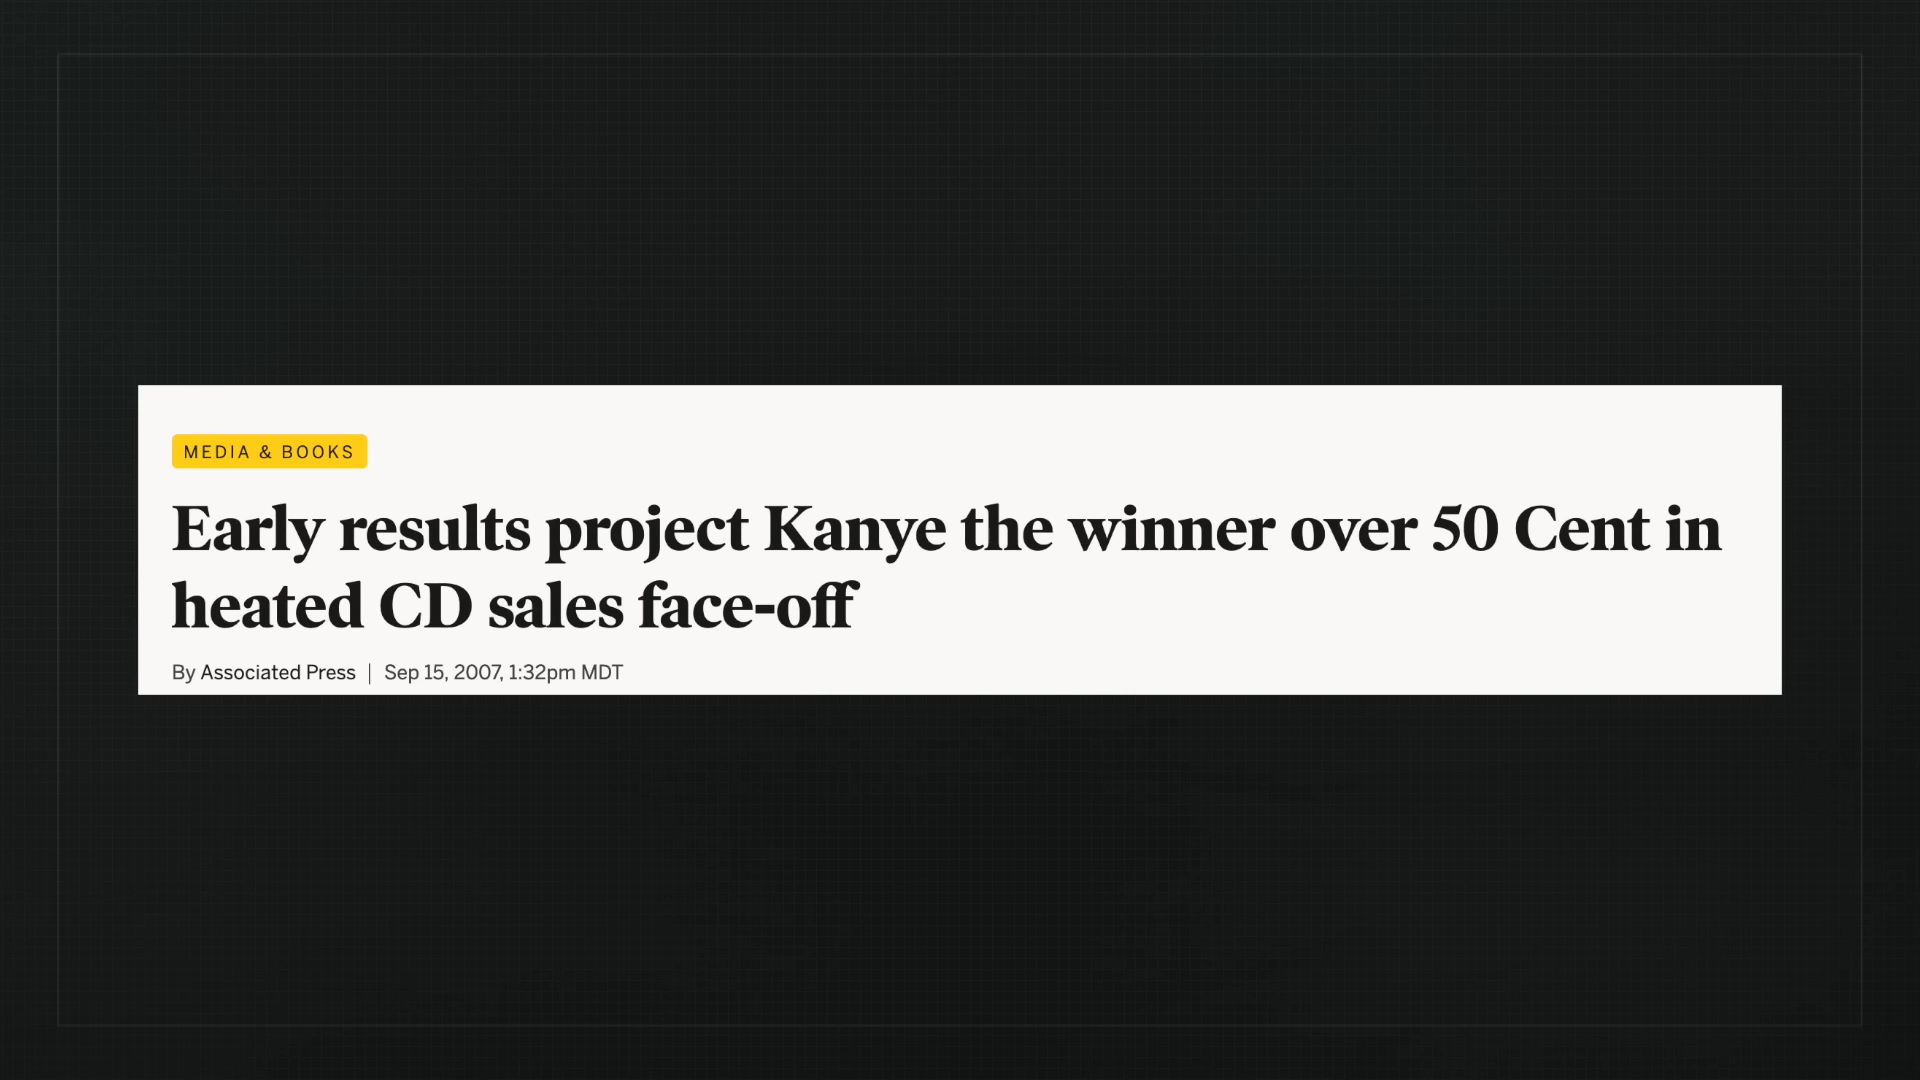 MEDIA & BOOKS
Early results project Kanye the winner over 50 Cent in
heated CD sales face-off
By Associated Press | Sep 15, 2007, 1:32pm MDT